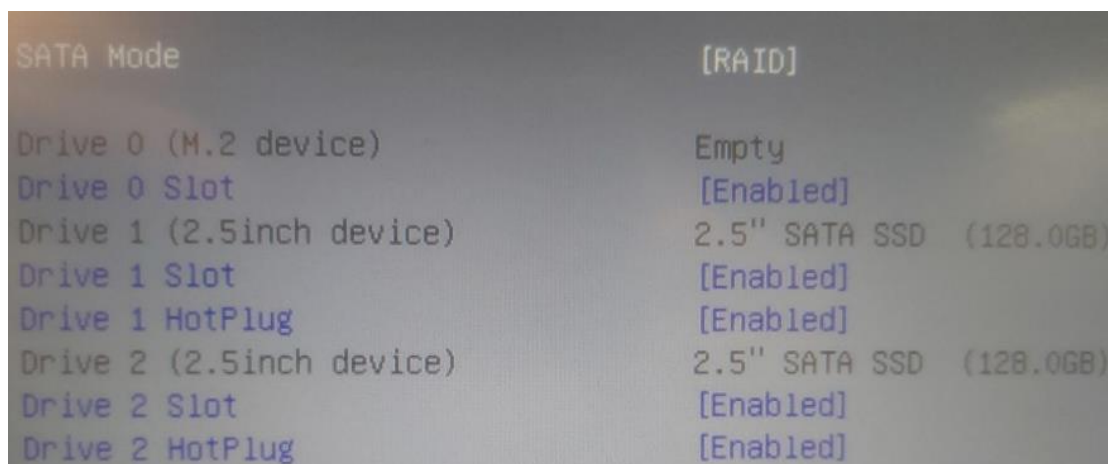 SATA Mode [RAID]
Drive 0 (M.2 device) Empty
Drive 0 Slot [Enabled]
Drive 1 (2.5inch device) 2.5" SATA SSD (128.0GB)
Drive 1 Slot [Enabled]
Drive 1 HotPlug [Enabled]
Drive 2 (2.5inch device) 2.5" SATA SSD (128.0GB)
Drive 2 Slot [Enabled]
Drive 2 HotPlug [Enabled]